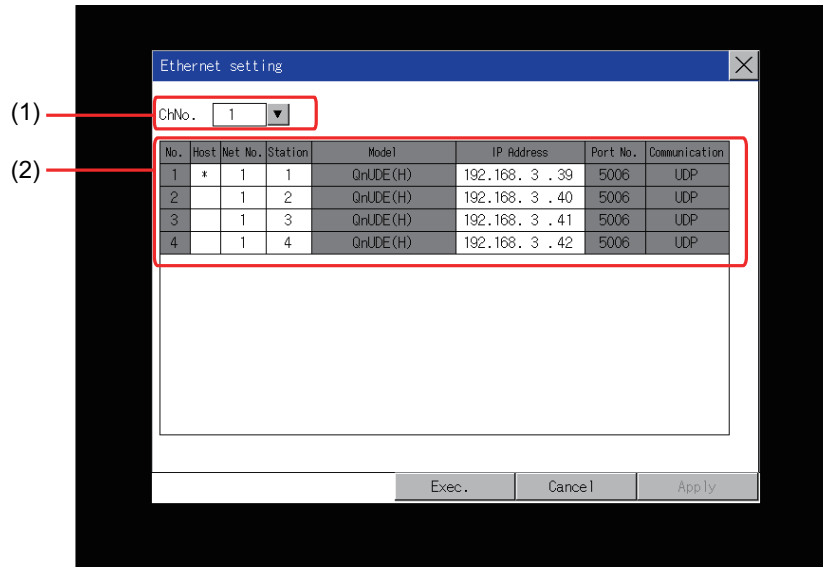 Ethernet setting
(1)
ChNo. 1
(2)
No. Host Net No. Station Model IP Address Port No. Communication
1 * 1 1 QnUDE(H) 192.168. 3 .39 5006 UDP
2 1 2 QnUDE(H) 192.168. 3 .40 5006 UDP
3 1 3 QnUDE(H) 192.168. 3 .41 5006 UDP
4 1 4 QnUDE(H) 192.168. 3 .42 5006 UDP
Exec. Cancel Apply